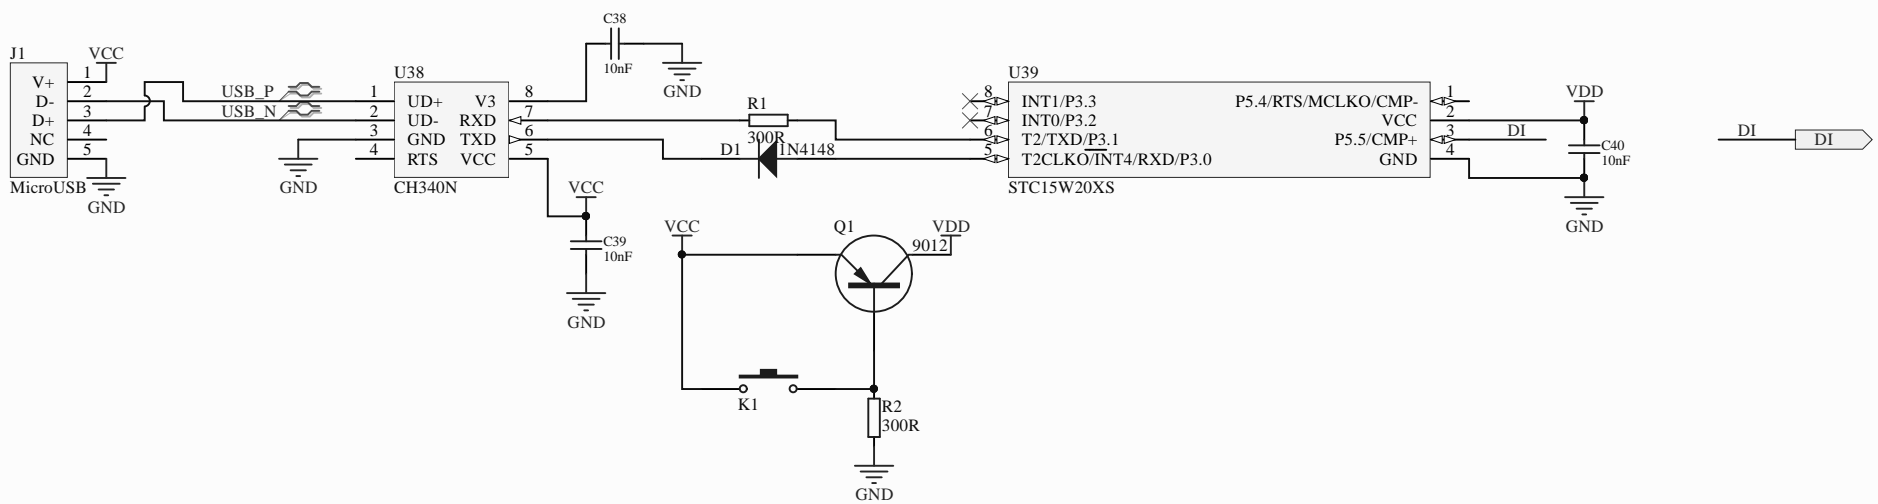 J1
VCC
V+ 1
D- 2
D+ 3
NC 4
GND 5
MicroUSB
GND
USB_P
USB_N
GND
U38
1 UD+ V3 8
2 UD- RXD 7
3 GND TXD 6
4 RTS VCC 5
CH340N
C38
10nF
GND
VCC
C39
10nF
GND
R1
300R
D1 1N4148
U39
8 INT1/P3.3 P5.4/RTS/MCLKO/CMP- 1
7 INT0/P3.2 VCC 2
6 T2/TXD/P3.1 P5.5/CMP+ 3 DI
5 T2CLKO/INT4/RXD/P3.0 GND 4
STC15W20XS
VDD
C40
10nF
GND
DI DI
VCC
Q1
9012
VDD
K1
R2
300R
GND